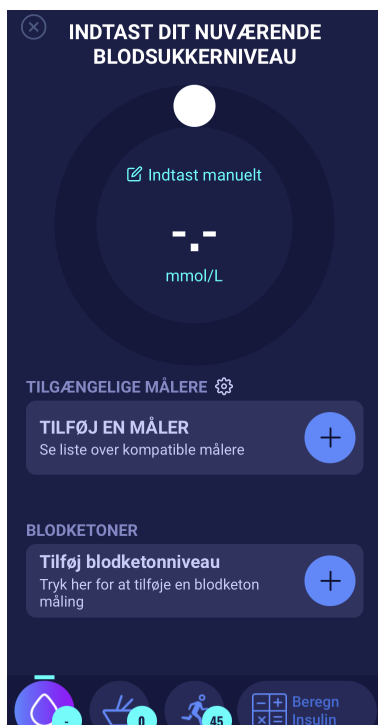 INDTAST DIT NUVÆRENDE
BLODSUKKERNIVEAU
Indtast manuelt
-.-
mmol/L
TILGÆNGELIGE MÅLERE
TILFØJ EN MÅLER
Se liste over kompatible målere
BLODKETONER
Tilføj blodketonniveau
Tryk her for at tilføje en blodketon
måling
-
0
45
Beregn
Insulin